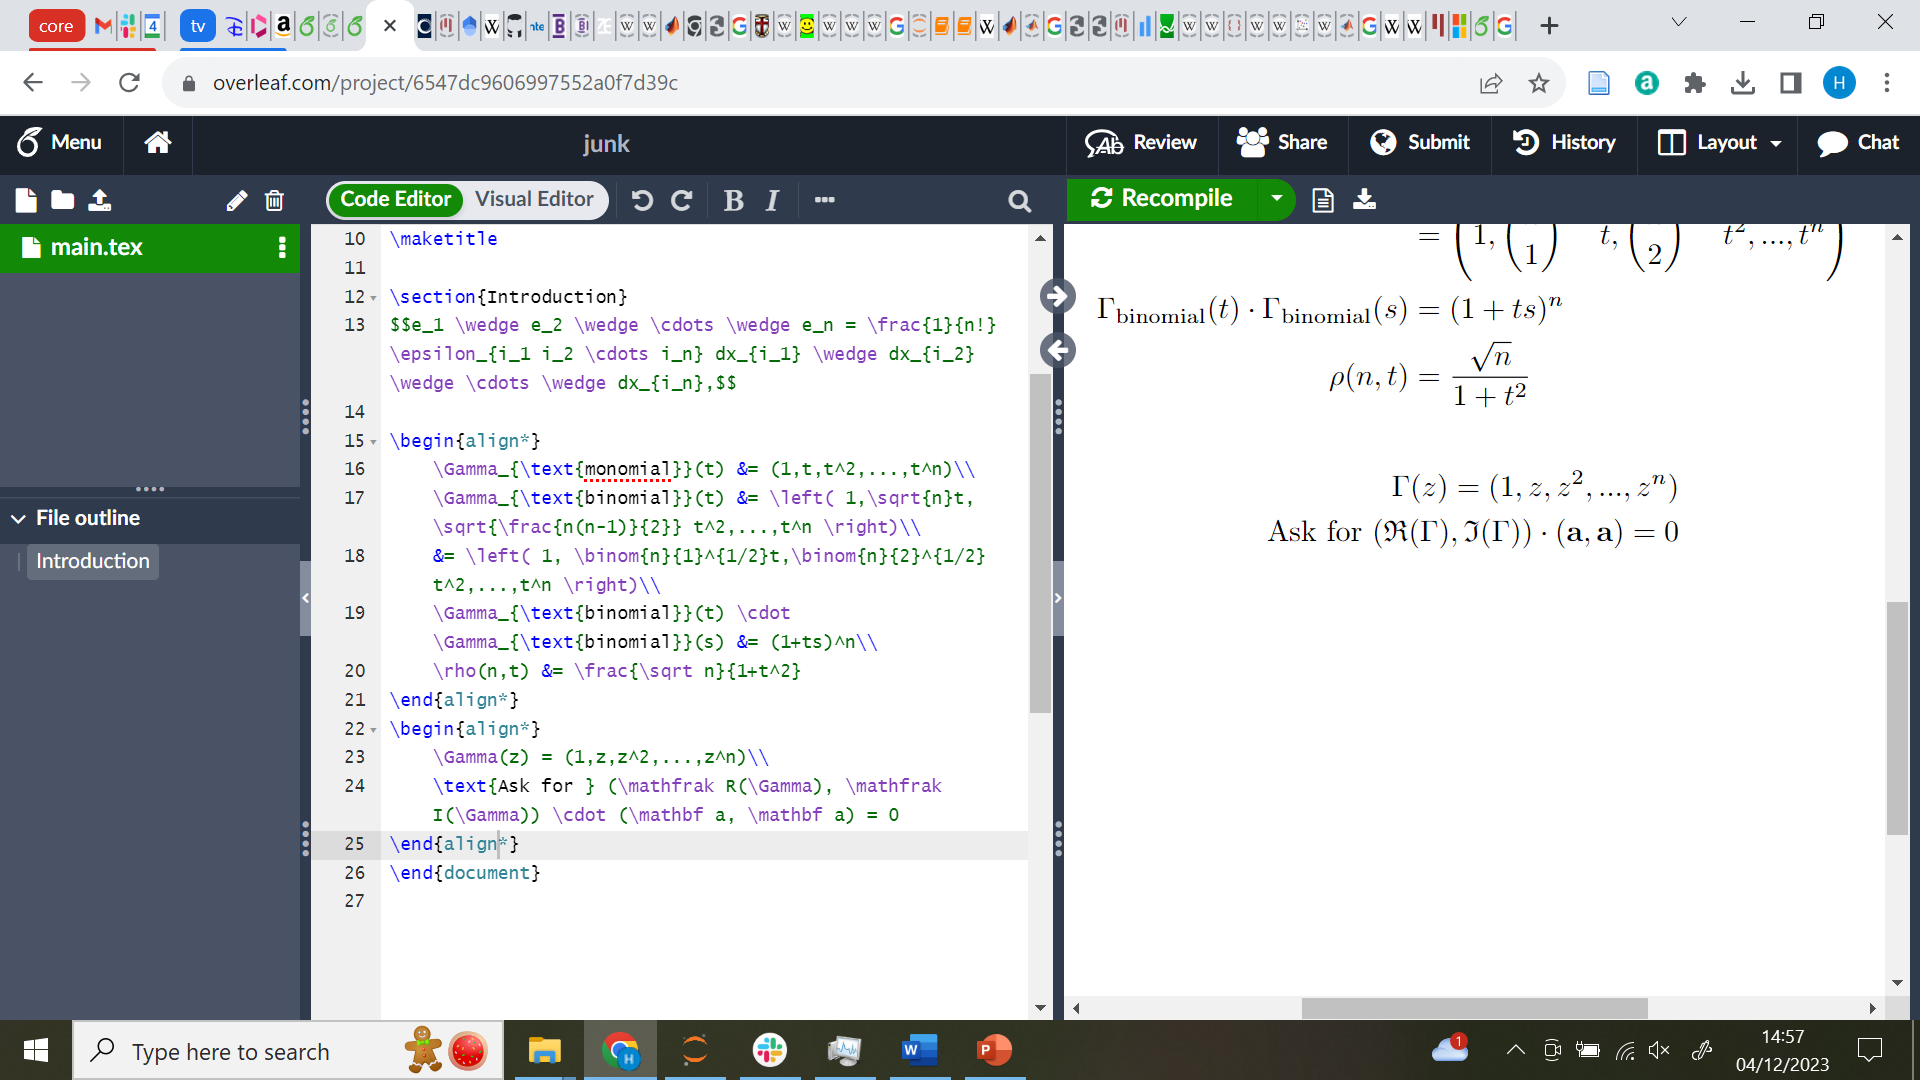 core
tv
overleaf.com/project/6547dc9606997552a0f7d39c
H
Menu
junk
Review
Share
Submit
History
Layout
Chat
Code Editor
Visual Editor
B I
Recompile
main.tex
File outline
Introduction
10 \maketitle
11
12 \section{Introduction}
13 $$e_1 \wedge e_2 \wedge \cdots \wedge e_n = \frac{1}{n!}
\epsilon_{i_1 i_2 \cdots i_n} dx_{i_1} \wedge dx_{i_2}
\wedge \cdots \wedge dx_{i_n},$$
14
15 \begin{align*}
16 \Gamma_{\text{monomial}}(t) &= (1,t,t^2,...,t^n)\\
17 \Gamma_{\text{binomial}}(t) &= \left( 1,\sqrt{n}t,
\sqrt{\frac{n(n-1)}{2}} t^2,...,t^n \right)\\
18 &= \left( 1, \binom{n}{1}^{1/2}t,\binom{n}{2}^{1/2}
t^2,...,t^n \right)\\
19 \Gamma_{\text{binomial}}(t) \cdot
\Gamma_{\text{binomial}}(s) &= (1+ts)^n\\
20 \rho(n,t) &= \frac{\sqrt n}{1+t^2}
21 \end{align*}
22 \begin{align*}
23 \Gamma(z) = (1,z,z^2,...,z^n)\\
24 \text{Ask for } (\mathfrak R(\Gamma), \mathfrak
I(\Gamma)) \cdot (\mathbf a, \mathbf a) = 0
25 \end{align*}
26 \end{document}
27
= (1, ( 1 ) t, ( 2 ) t², ..., tⁿ)
Γbinomial(t) · Γbinomial(s) = (1 + ts)ⁿ
ρ(n, t) = √n / 1 + t²
Γ(z) = (1, z, z², ..., zⁿ)
Ask for (ℜ(Γ), ℑ(Γ)) · (a, a) = 0
Type here to search
1
14:57
04/12/2023